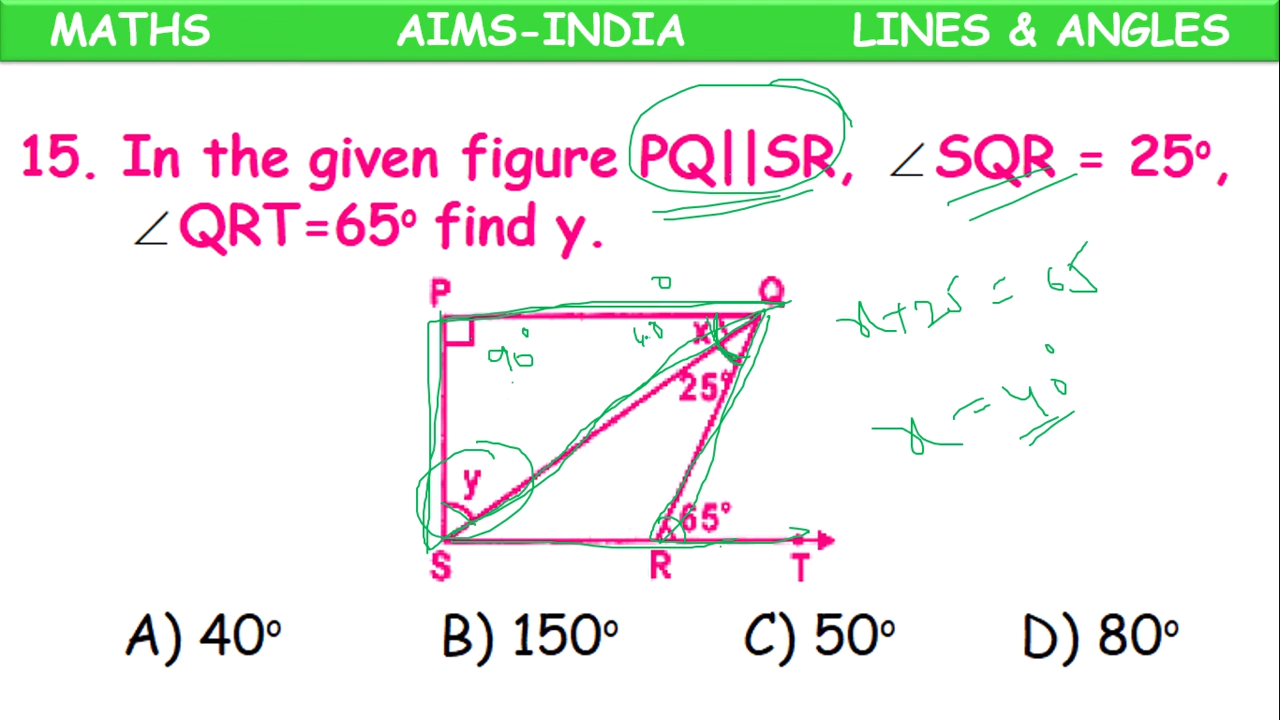 MATHS AIMS-INDIA LINES & ANGLES
15. In the given figure PQ||SR, ∠SQR = 25°,
∠QRT=65° find y.
P Q
x
90°
x+25 = 65
25°
x = 40°
y
65°
S R T
A) 40° B) 150° C) 50° D) 80°